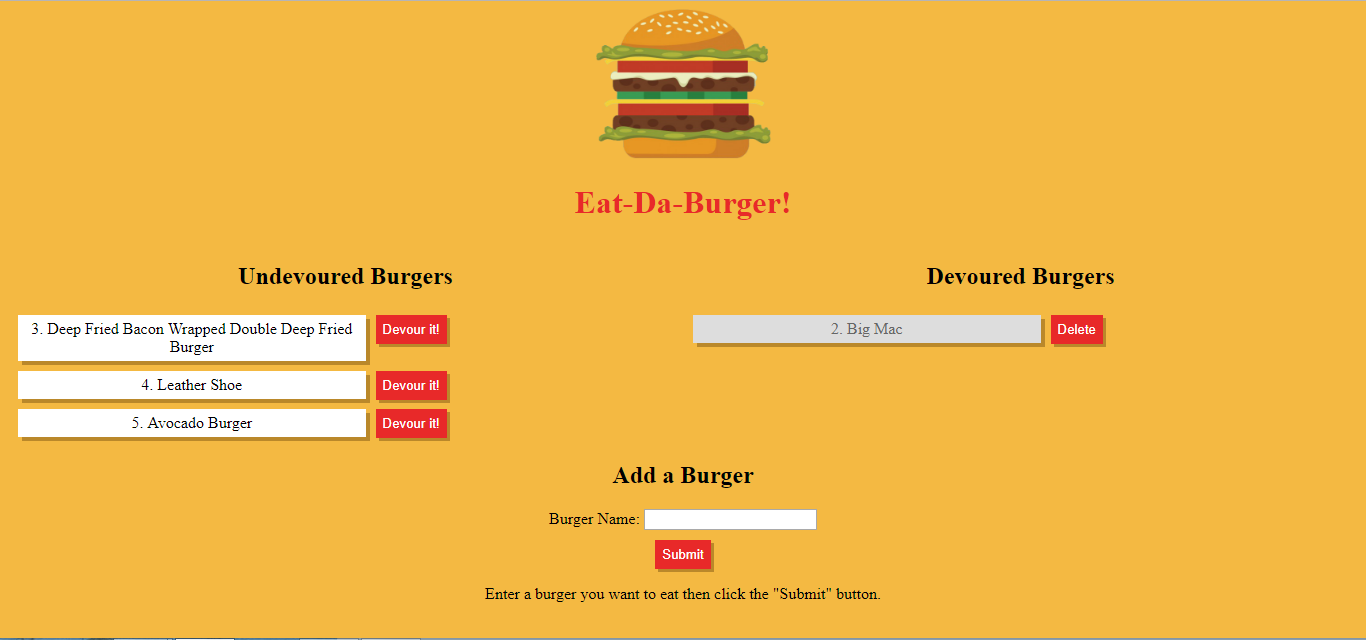 Eat-Da-Burger!
Undevoured Burgers
3. Deep Fried Bacon Wrapped Double Deep Fried
Burger
Devour it!
4. Leather Shoe
Devour it!
5. Avocado Burger
Devour it!
Devoured Burgers
2. Big Mac
Delete
Add a Burger
Burger Name:
Submit
Enter a burger you want to eat then click the "Submit" button.